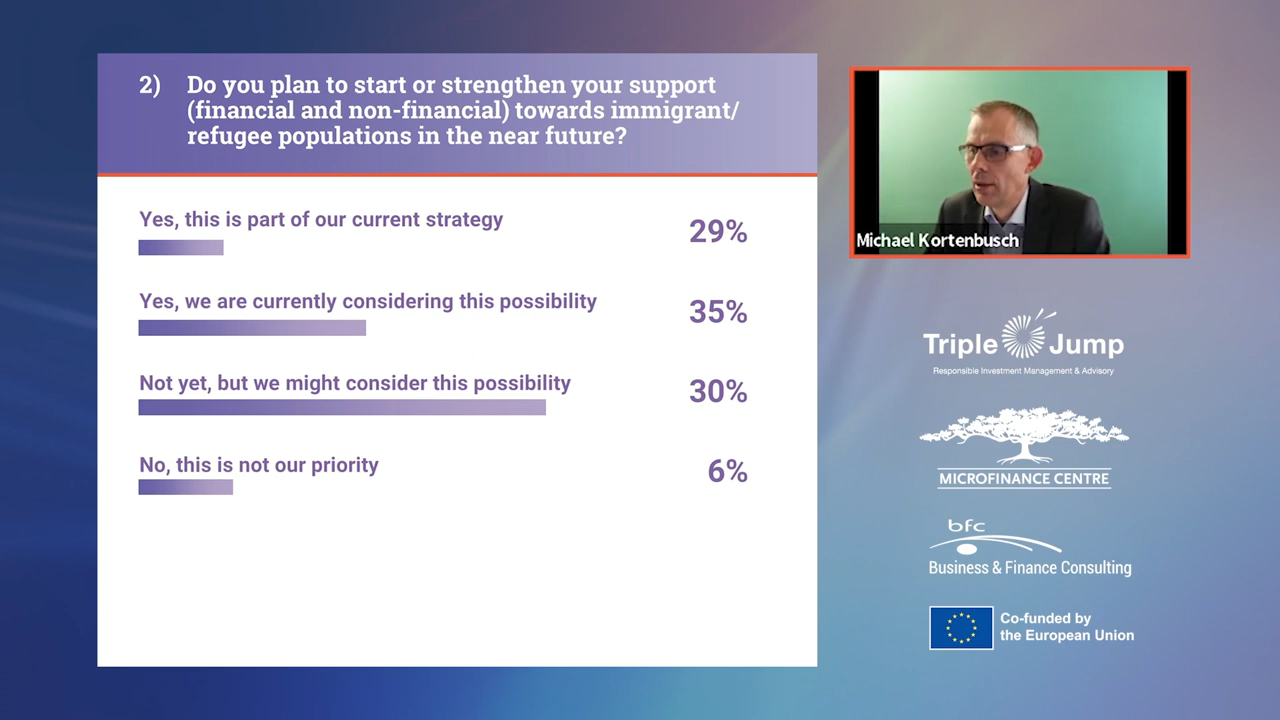 2) Do you plan to start or strengthen your support
(financial and non-financial) towards immigrant/
refugee populations in the near future?
Yes, this is part of our current strategy
29%
Yes, we are currently considering this possibility
35%
Not yet, but we might consider this possibility
30%
No, this is not our priority
6%
Michael Kortenbusch
Triple Jump
Responsible Investment Management & Advisory
MICROFINANCE CENTRE
bfc
Business & Finance Consulting
Co-funded by
the European Union